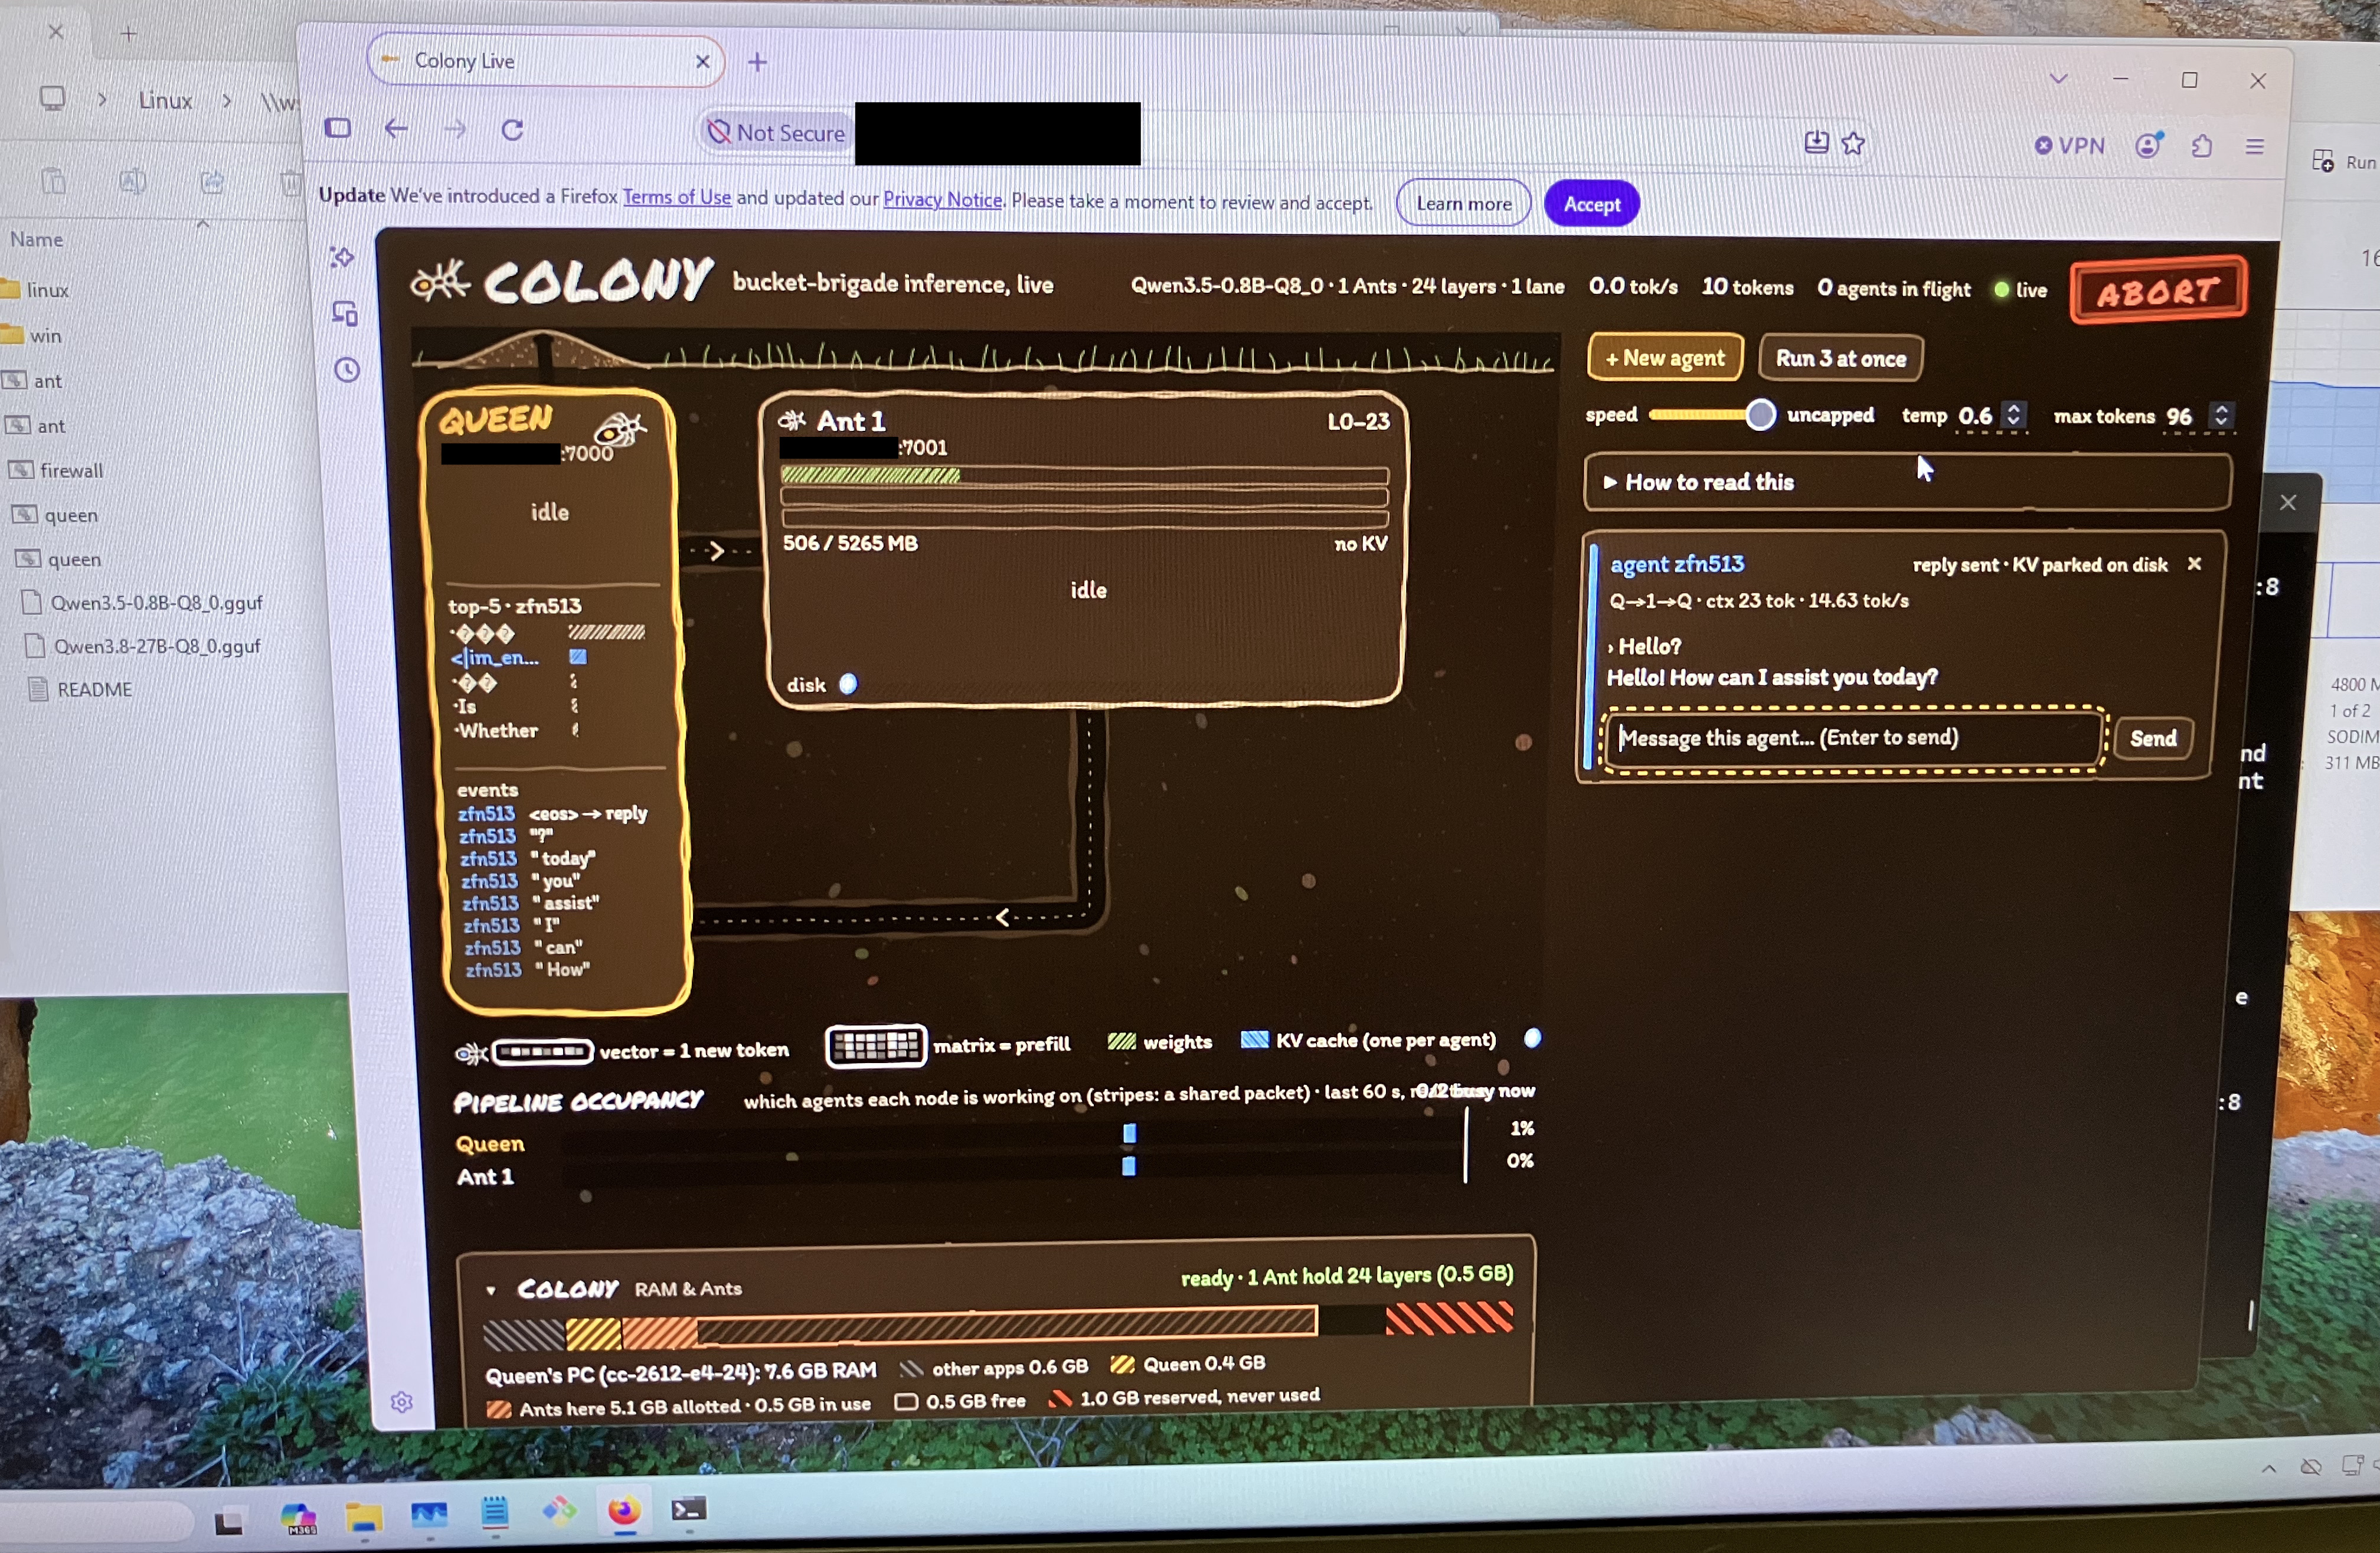 Colony Live
Linux
Not Secure
VPN
Run
Update We've introduced a Firefox Terms of Use and updated our Privacy Notice. Please take a moment to review and accept.
Learn more
Accept
Name
linux
win
ant
ant
firewall
queen
queen
Qwen3.5-0.8B-Q8_0.gguf
Qwen3.8-27B-Q8_0.gguf
README
COLONY
bucket-brigade inference, live
Qwen3.5-0.8B-Q8_0 · 1 Ants · 24 layers · 1 lane
0.0 tok/s
10 tokens
0 agents in flight
live
ABORT
QUEEN
:7000
idle
top-5 · zfn513
<|im_en...
·Is
·Whether
events
zfn513 <eos> → reply
zfn513 "?"
zfn513 " today"
zfn513 " you"
zfn513 " assist"
zfn513 " I"
zfn513 " can"
zfn513 " How"
Ant 1
L0–23
:7001
506 / 5265 MB
no KV
idle
disk
+ New agent
Run 3 at once
speed
uncapped
temp 0.6
max tokens 96
▶ How to read this
agent zfn513
reply sent · KV parked on disk ×
Q→1→Q · ctx 23 tok · 14.63 tok/s
› Hello?
Hello! How can I assist you today?
Message this agent... (Enter to send)
Send
vector = 1 new token
matrix = prefill
weights
KV cache (one per agent)
PIPELINE OCCUPANCY
which agents each node is working on (stripes: a shared packet) · last 60 s,
busy now
Queen
1%
Ant 1
0%
▼ COLONY RAM & Ants
ready · 1 Ant hold 24 layers (0.5 GB)
Queen's PC (cc-2612-e4-24): 7.6 GB RAM
other apps 0.6 GB
Queen 0.4 GB
Ants here 5.1 GB allotted · 0.5 GB in use
0.5 GB free
1.0 GB reserved, never used
:8
4800 M
1 of 2
SODIM
311 MB
nd
nt
e
:8
M365